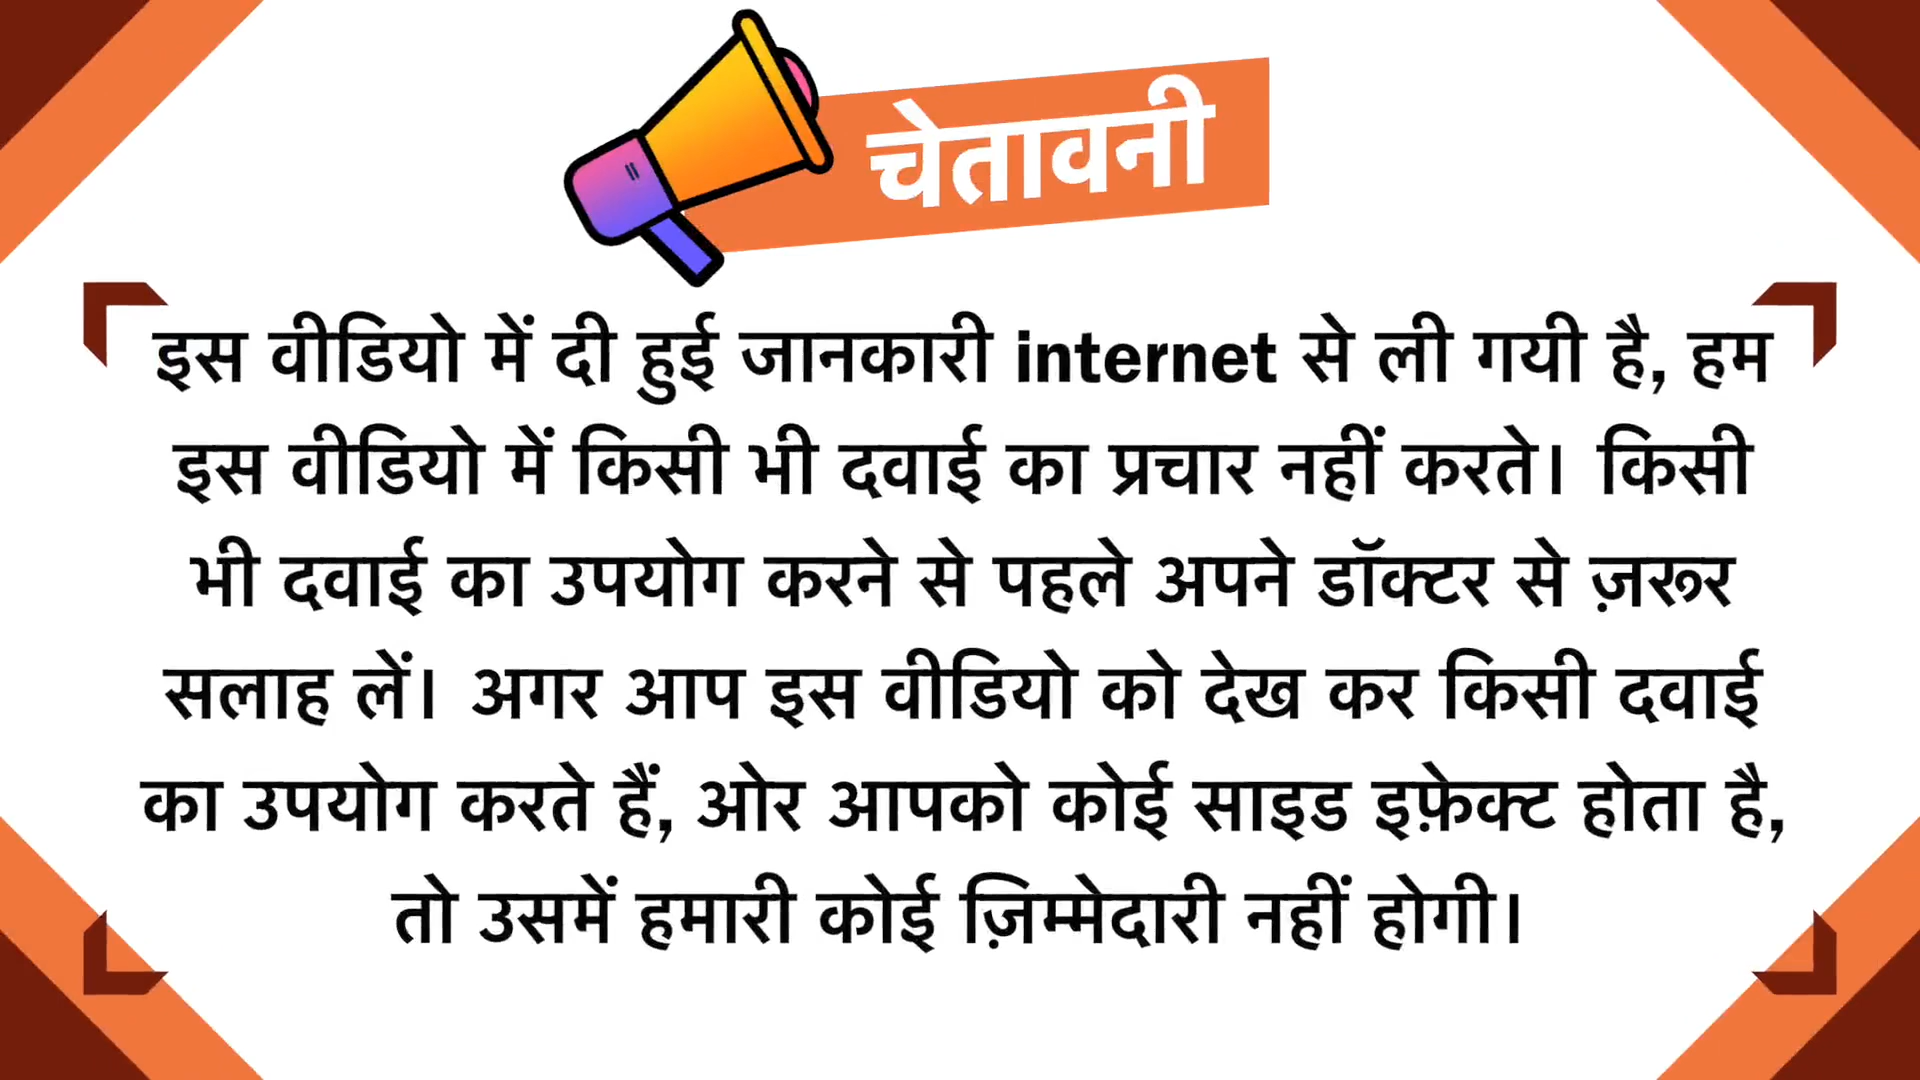 चेतावनी
इस वीडियो में दी हुई जानकारी internet से ली गयी है, हम
इस वीडियो में किसी भी दवाई का प्रचार नहीं करते। किसी
भी दवाई का उपयोग करने से पहले अपने डॉक्टर से ज़रूर
सलाह लें। अगर आप इस वीडियो को देख कर किसी दवाई
का उपयोग करते हैं, ओर आपको कोई साइड इफ़ेक्ट होता है,
तो उसमें हमारी कोई ज़िम्मेदारी नहीं होगी।